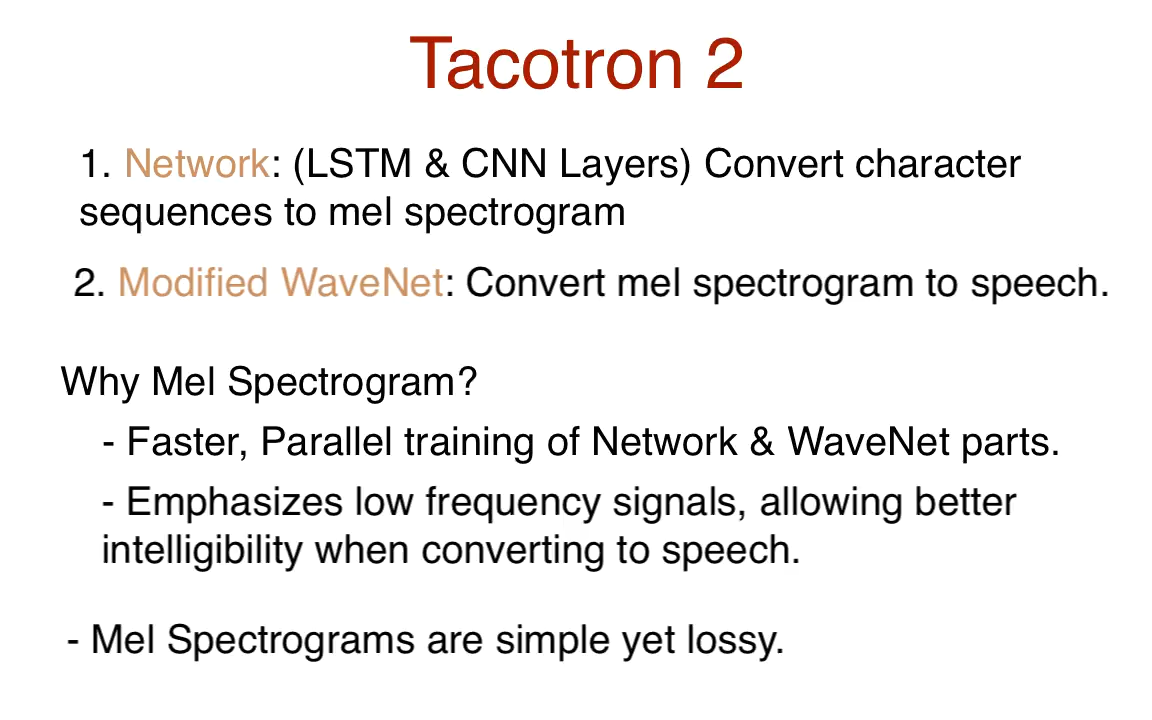 Tacotron 2
1. Network: (LSTM & CNN Layers) Convert character
sequences to mel spectrogram
2. Modified WaveNet: Convert mel spectrogram to speech.
Why Mel Spectrogram?
- Faster, Parallel training of Network & WaveNet parts.
- Emphasizes low frequency signals, allowing better
intelligibility when converting to speech.
- Mel Spectrograms are simple yet lossy.